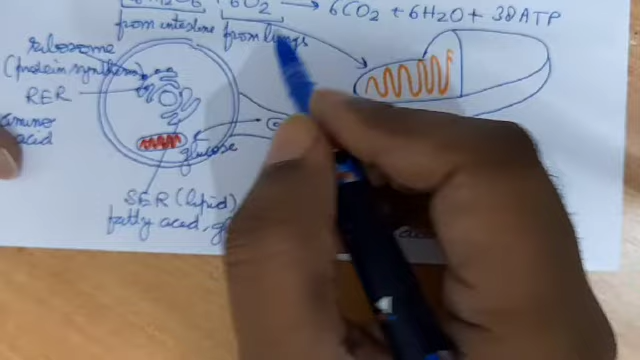 6O2 → 6CO2 + 6H2O + 38ATP
from intestine from lungs
ribosome
(protein synthesis)
RER
amino
acid
glucose
SER (lipid)
fatty acid,